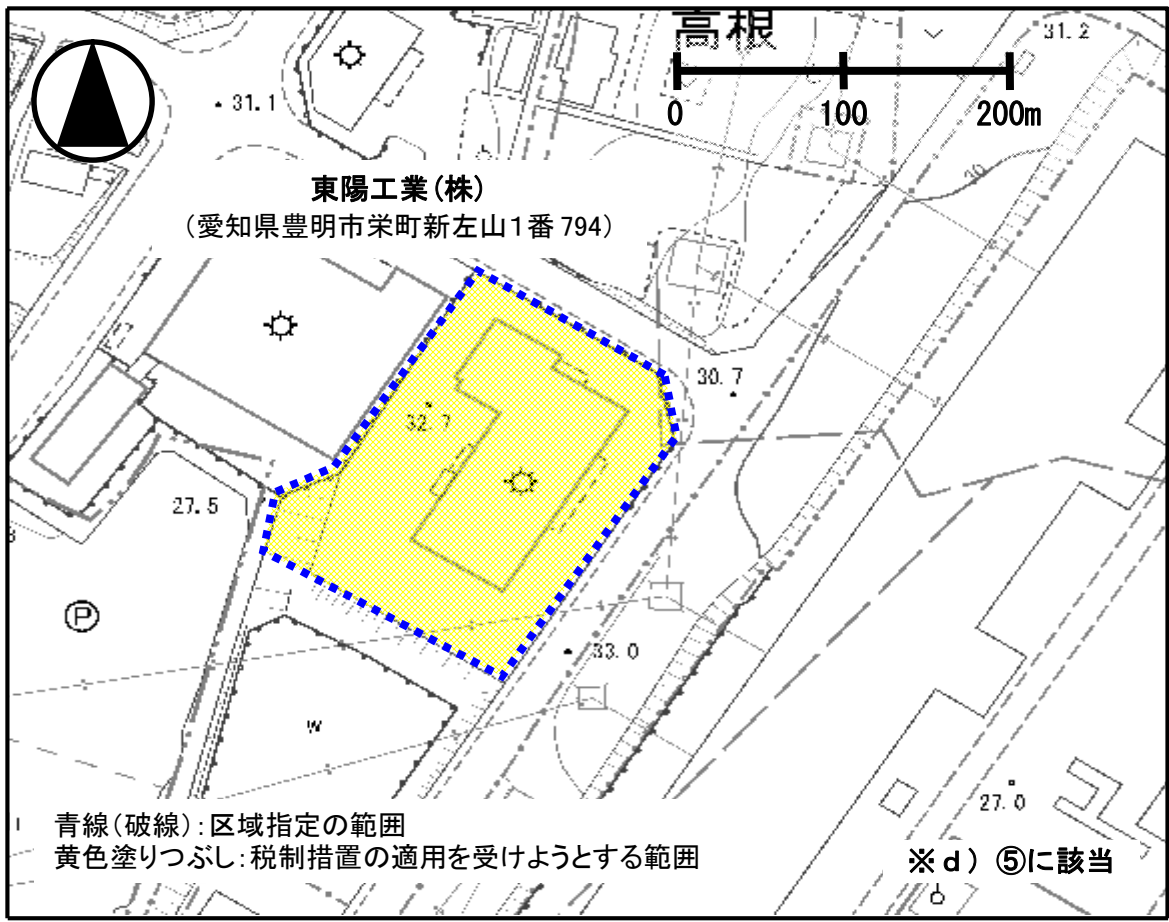 高根
31.2
0 100 200m
31.1
東陽工業(株)
(愛知県豊明市栄町新左山1番794)
30
30.7
32.7
27.5
P
33.0
W
27.0
青線(破線):区域指定の範囲
黄色塗りつぶし:税制措置の適用を受けようとする範囲
※d) ⑤に該当